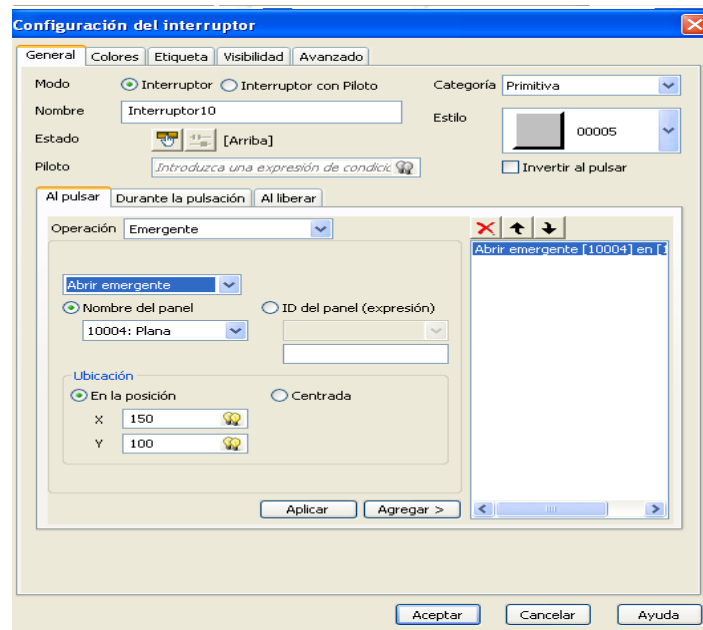 Configuración del interruptor
General Colores Etiqueta Visibilidad Avanzado
Modo Interruptor Interruptor con Piloto Categoría Primitiva
Nombre Interruptor10
Estilo 00005
Estado [Arriba]
Piloto Introduzca una expresión de condici Invertir al pulsar
Al pulsar Durante la pulsación Al liberar
Operación Emergente
Abrir emergente [10004] en [1
Abrir emergente
Nombre del panel ID del panel (expresión)
10004: Plana
Ubicación
En la posición Centrada
X 150
Y 100
Aplicar Agregar >
Aceptar Cancelar Ayuda